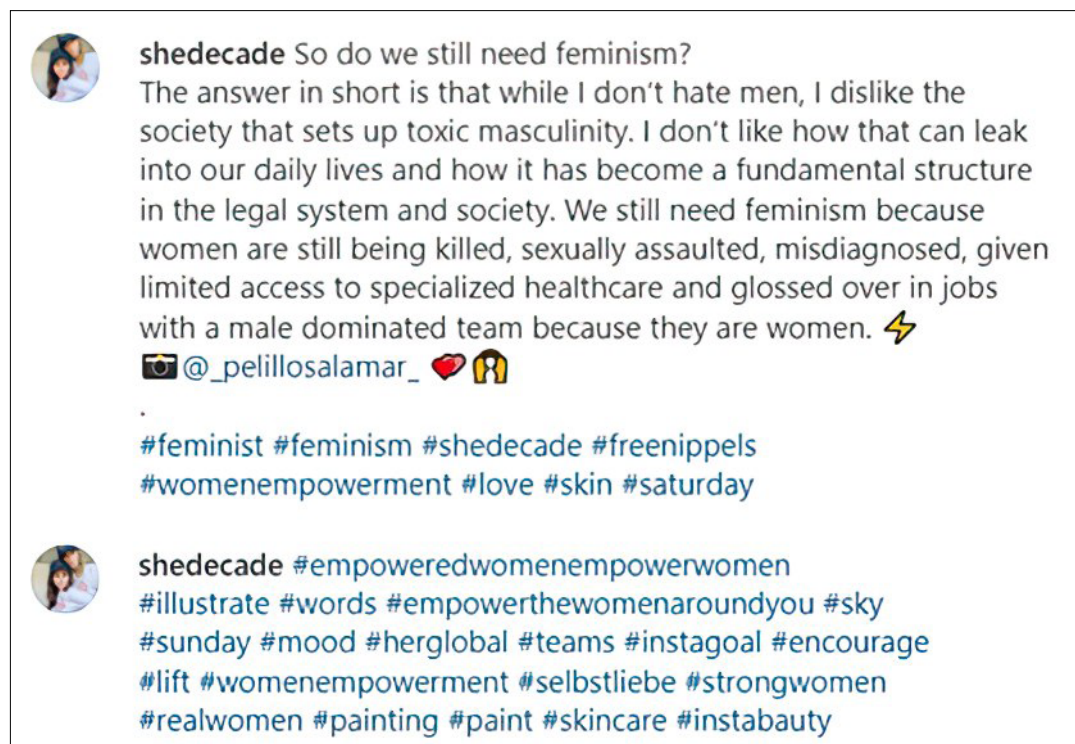 shedecade So do we still need feminism?
The answer in short is that while I don't hate men, I dislike the
society that sets up toxic masculinity. I don't like how that can leak
into our daily lives and how it has become a fundamental structure
in the legal system and society. We still need feminism because
women are still being killed, sexually assaulted, misdiagnosed, given
limited access to specialized healthcare and glossed over in jobs
with a male dominated team because they are women. ⚡
📷@_pelillosalamar_ 💕🙌
.
#feminist #feminism #shedecade #freenippels
#womenempowerment #love #skin #saturday
shedecade #empoweredwomenempowerwomen
#illustrate #words #empowerthewomenaroundyou #sky
#sunday #mood #herglobal #teams #instagoal #encourage
#lift #womenempowerment #selbstliebe #strongwomen
#realwomen #painting #paint #skincare #instabauty